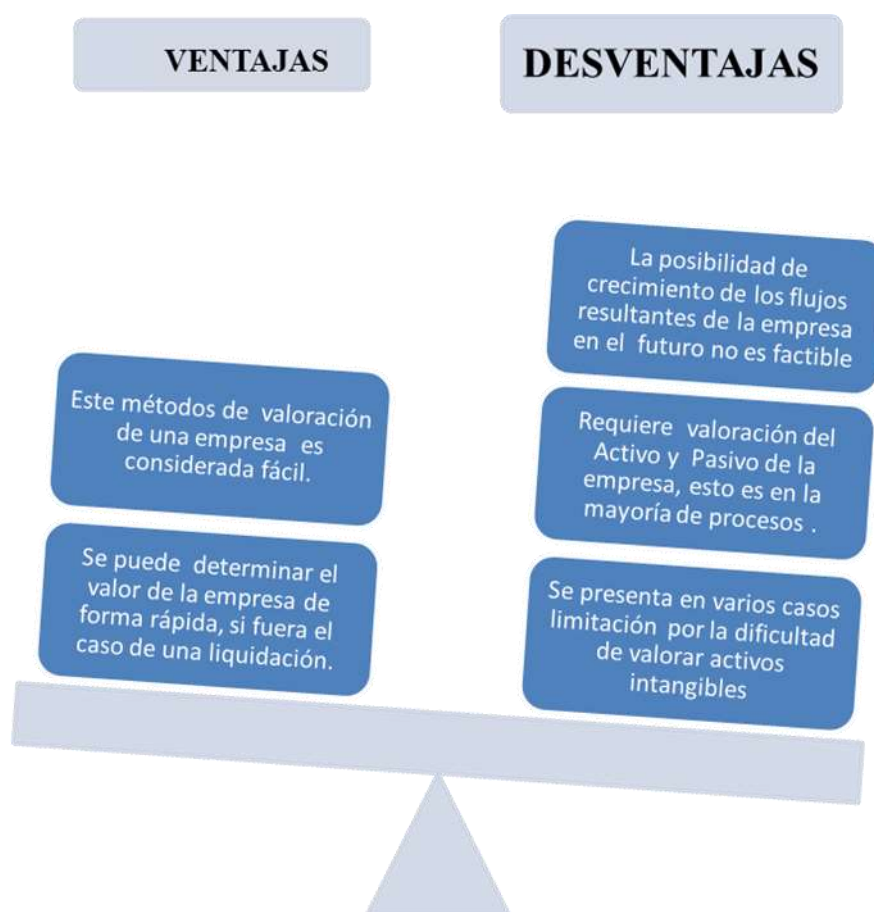 VENTAJAS
DESVENTAJAS
Este métodos de valoración
de una empresa es
considerada fácil.
Se puede determinar el
valor de la empresa de
forma rápida, si fuera el
caso de una liquidación.
La posibilidad de
crecimiento de los flujos
resultantes de la empresa
en el futuro no es factible
Requiere valoración del
Activo y Pasivo de la
empresa, esto es en la
mayoría de procesos .
Se presenta en varios casos
limitación por la dificultad
de valorar activos
intangibles